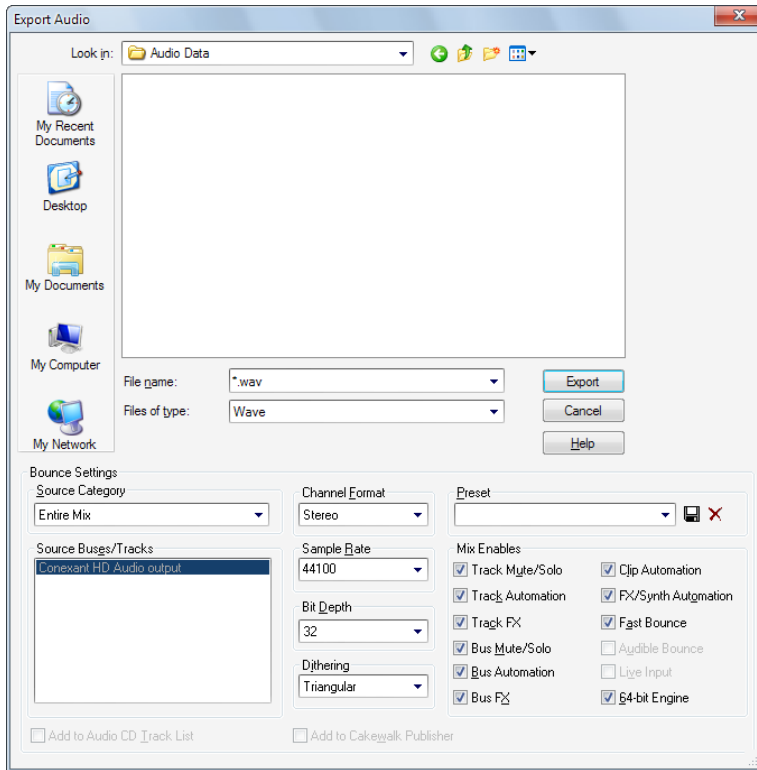 Export Audio
Look in:
Audio Data
My Recent
Documents
Desktop
My Documents
My Computer
My Network
File name:
*.wav
Export
Files of type:
Wave
Cancel
Help
Bounce Settings
Source Category
Entire Mix
Channel Format
Stereo
Preset
Source Buses/Tracks
Conexant HD Audio output
Sample Rate
44100
Bit Depth
32
Dithering
Triangular
Mix Enables
Track Mute/Solo
Clip Automation
Track Automation
FX/Synth Automation
Track FX
Fast Bounce
Bus Mute/Solo
Audible Bounce
Bus Automation
Live Input
Bus FX
64-bit Engine
Add to Audio CD Track List
Add to Cakewalk Publisher